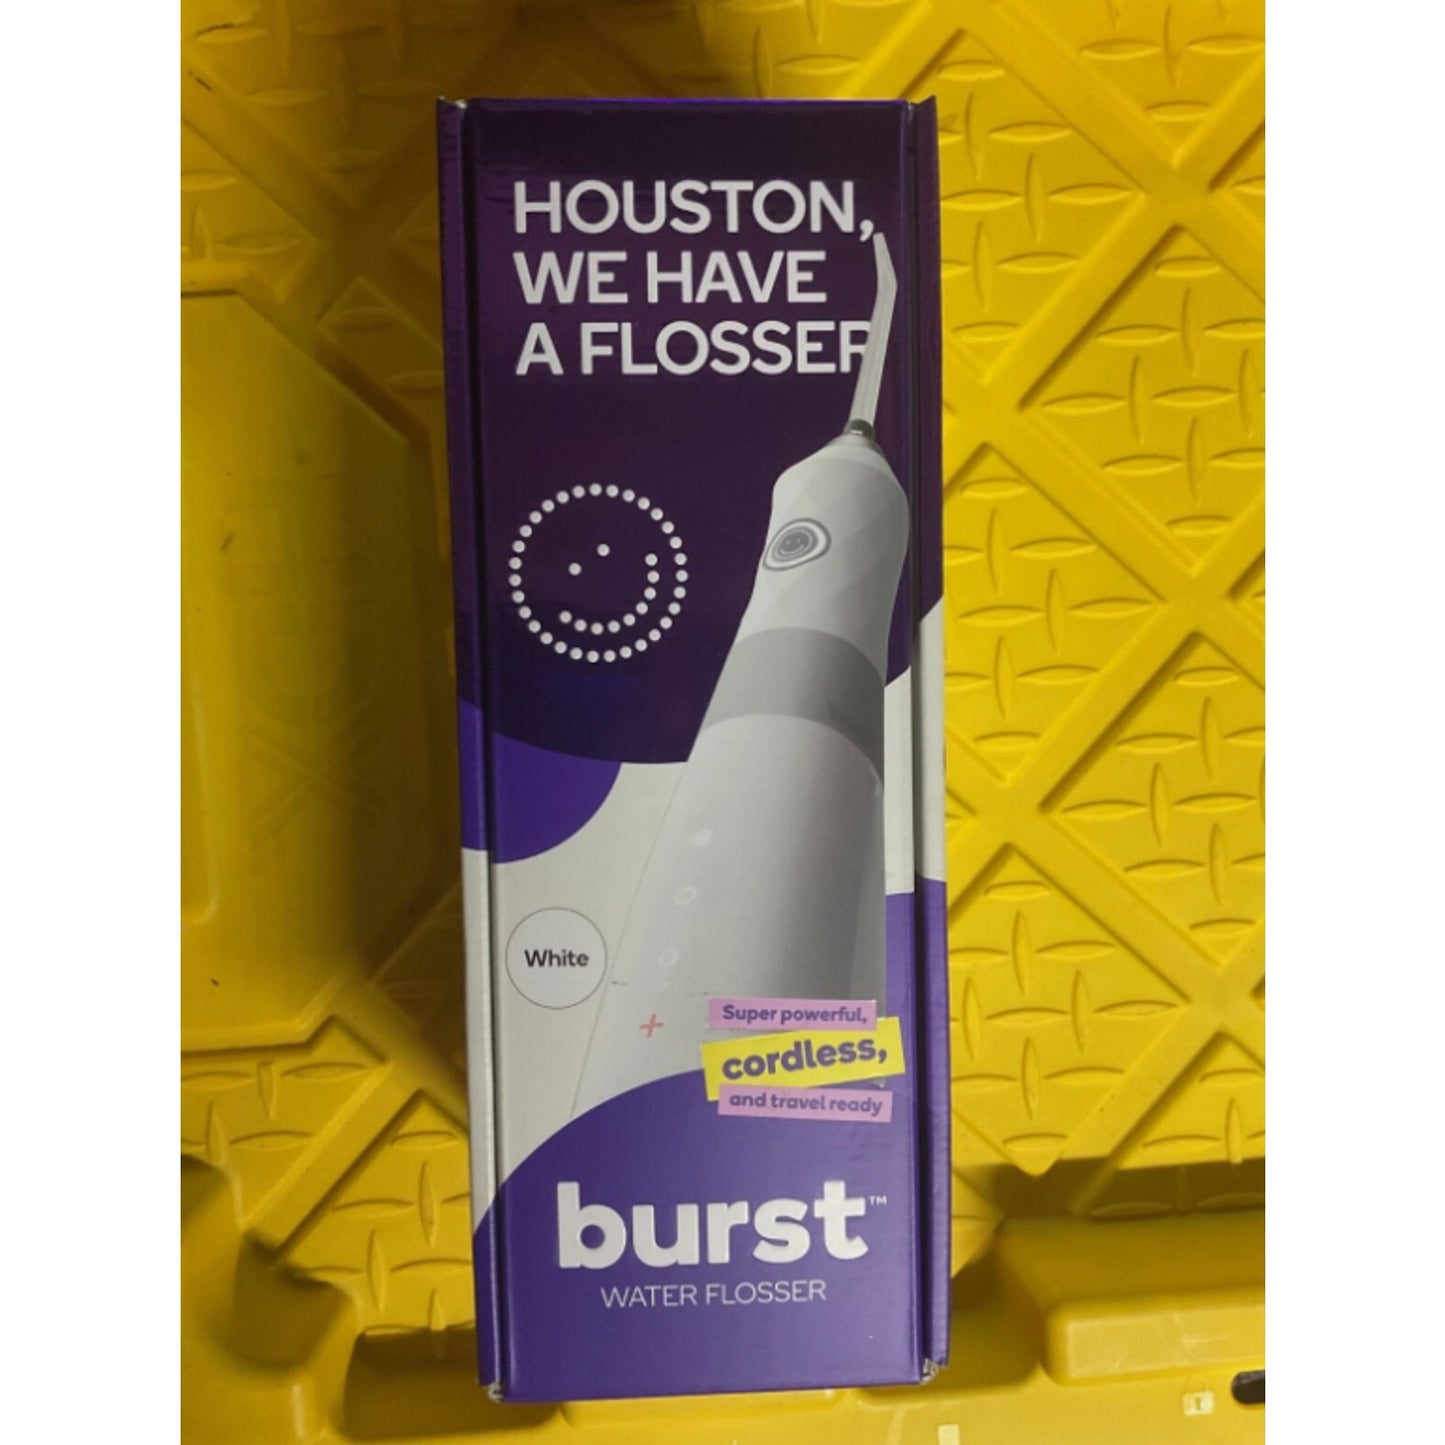 HOUSTON,
WE HAVE
A FLOSSER
White
Super powerful,
cordless,
and travel ready
burst™
WATER FLOSSER